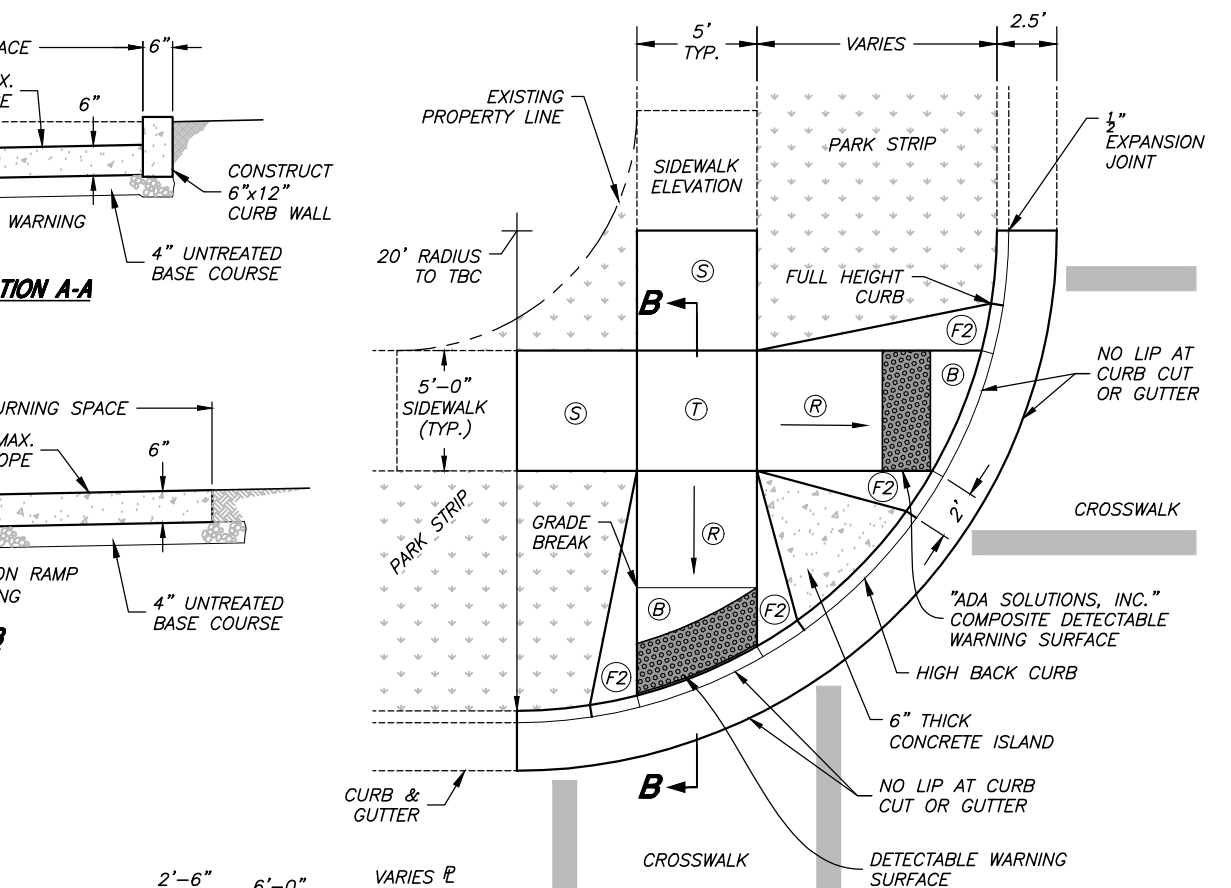 PACE
6"
X.
PE
6"
CONSTRUCT
6"x12"
CURB WALL
WARNING
4" UNTREATED
BASE COURSE
TION A-A
URNING SPACE
MAX.
OPE
6"
ON RAMP
NG
4" UNTREATED
BASE COURSE
B
2'-6"
6'-0"
5'
TYP.
VARIES
2.5'
EXISTING
PROPERTY LINE
SIDEWALK
ELEVATION
PARK STRIP
1/2"
EXPANSION
JOINT
20' RADIUS
TO TBC
S
B
FULL HEIGHT
CURB
F2
5'-0"
SIDEWALK
(TYP.)
S
T
R
B
NO LIP AT
CURB CUT
OR GUTTER
F2
2'
CROSSWALK
PARK STRIP
GRADE
BREAK
R
B
F2
F2
"ADA SOLUTIONS, INC."
COMPOSITE DETECTABLE
WARNING SURFACE
HIGH BACK CURB
6" THICK
CONCRETE ISLAND
B
NO LIP AT CURB
CUT OR GUTTER
CURB &
GUTTER
CROSSWALK
DETECTABLE WARNING
SURFACE
VARIES PL